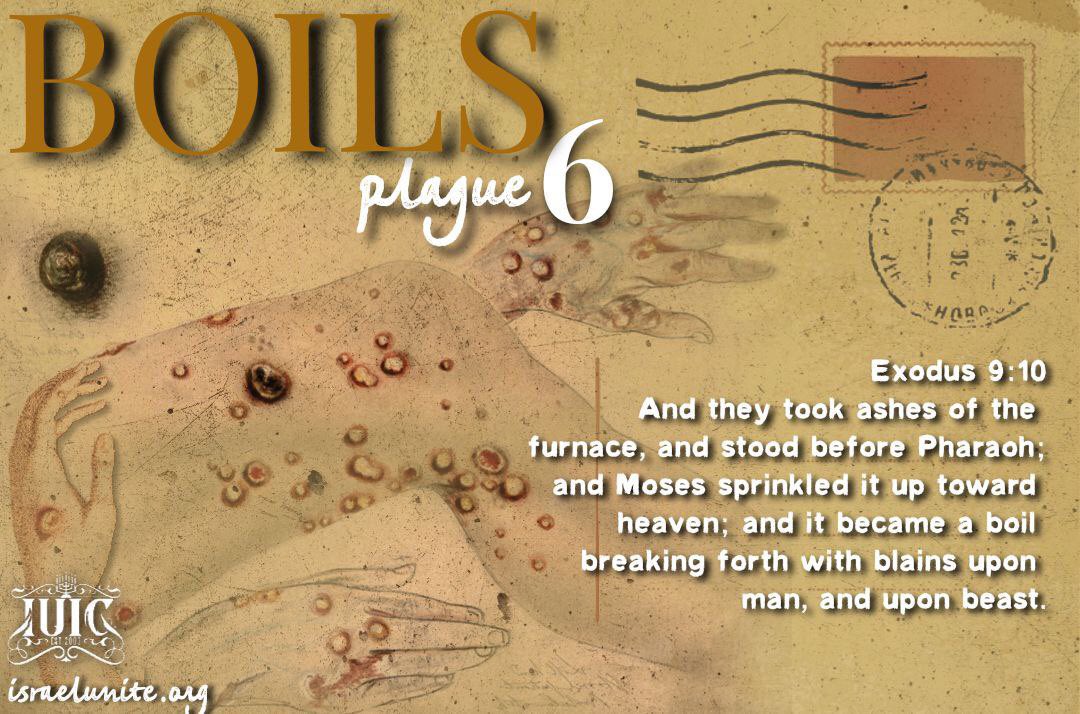 BOILS
plague 6
Exodus 9:10
And they took ashes of the
furnace, and stood before Pharaoh;
and Moses sprinkled it up toward
heaven; and it became a boil
breaking forth with blains upon
man, and upon beast.
IUIC
EST 2003
israelunite.org